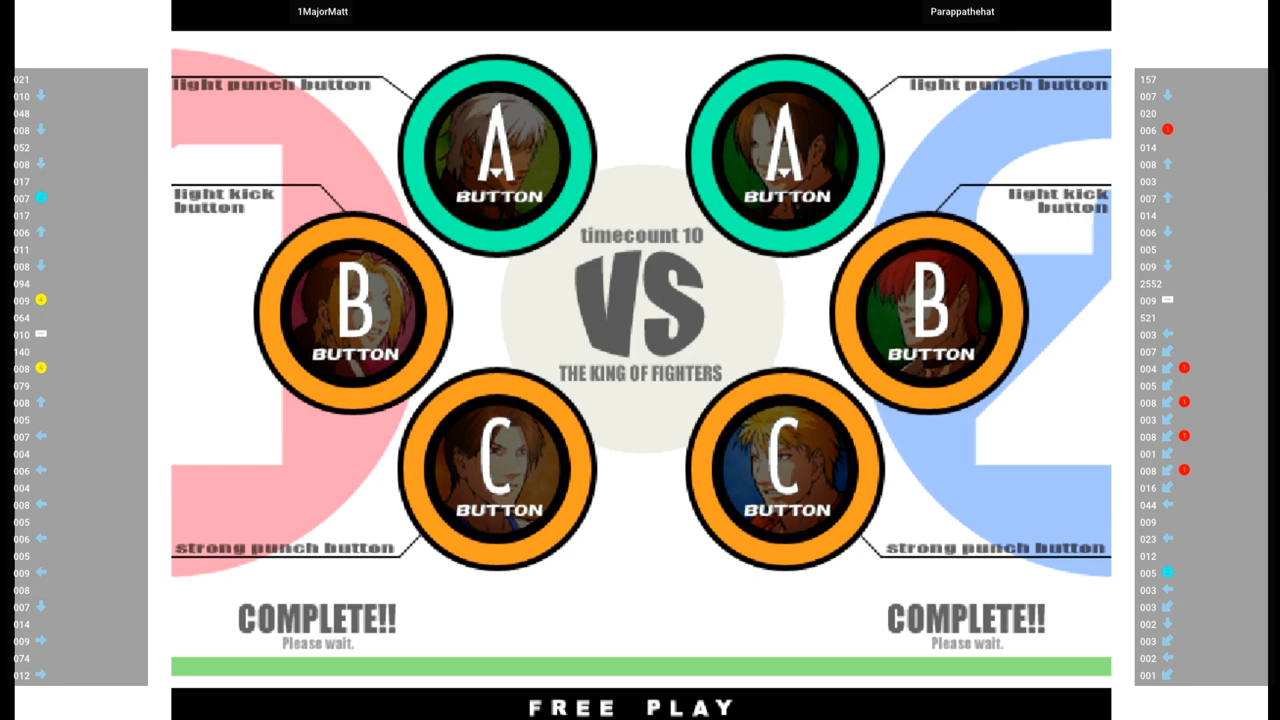 1MajorMatt
Parappathehat
light punch button
light punch button
A
BUTTON
A
BUTTON
light kick
button
light kick
button
timecount 10
VS
THE KING OF FIGHTERS
B
BUTTON
B
BUTTON
C
BUTTON
C
BUTTON
strong punch button
strong punch button
COMPLETE!!
Please wait.
COMPLETE!!
Please wait.
FREE PLAY
021
010
048
008
052
008
017
007
017
006
011
008
094
009
064
010
140
008
079
008
005
007
004
006
004
008
005
006
005
009
008
007
014
009
074
012
157
007
020
006
014
008
003
007
014
006
005
009
2552
009
521
003
007
004
005
008
003
008
001
008
016
044
009
023
012
005
003
003
002
003
002
001